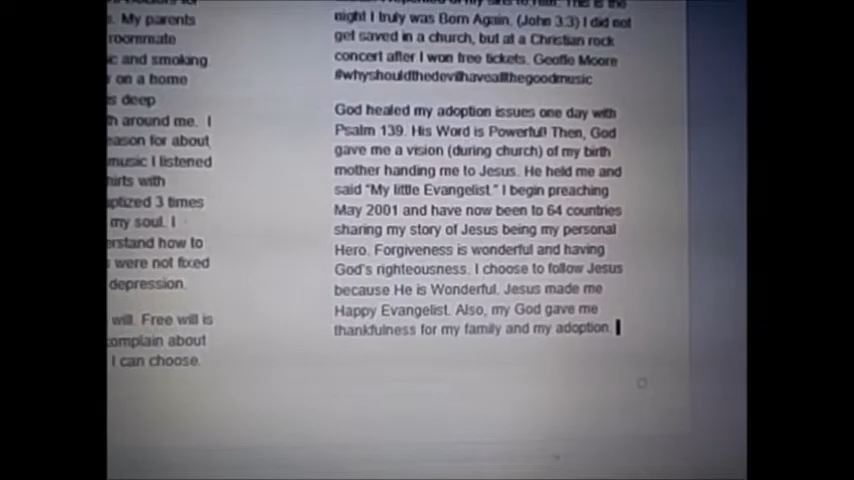 . My parents
roommate
c and smoking
r on a home
s deep
h around me. I
eason for about
music I listened
hirts with
aptized 3 times
my soul. I
erstand how to
s were not fixed
depression.
will. Free will is
complain about
I can choose.
night I truly was Born Again. (John 3:3) I did not
get saved in a church, but at a Christian rock
concert after I won free tickets. Geoffe Moore
#whyshouldthedevilhaveallthegoodmusic
God healed my adoption issues one day with
Psalm 139. His Word is Powerful! Then, God
gave me a vision (during church) of my birth
mother handing me to Jesus. He held me and
said "My little Evangelist." I begin preaching
May 2001 and have now been to 64 countries
sharing my story of Jesus being my personal
Hero. Forgiveness is wonderful and having
God's righteousness. I choose to follow Jesus
because He is Wonderful. Jesus made me
Happy Evangelist. Also, my God gave me
thankfulness for my family and my adoption.